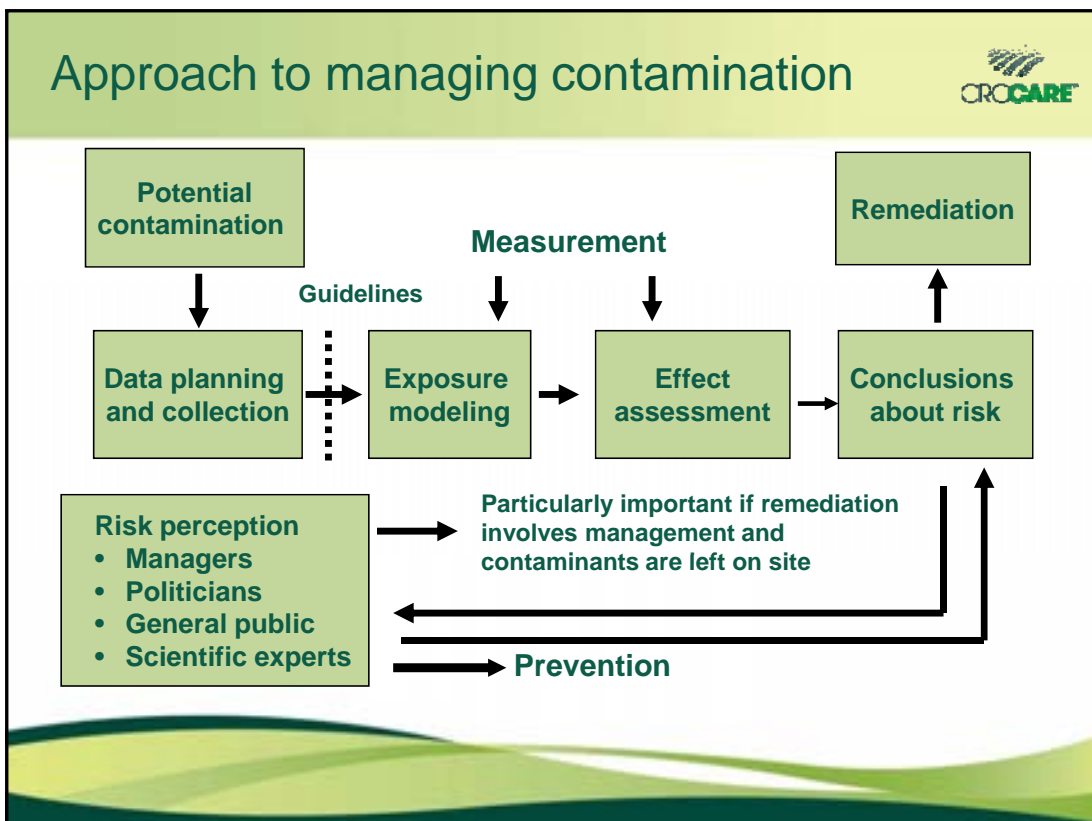 Approach to managing contamination
CRCCARE
Potential
contamination
Remediation
Measurement
Guidelines
Data planning
and collection
Exposure
modeling
Effect
assessment
Conclusions
about risk
Risk perception
• Managers
• Politicians
• General public
• Scientific experts
Particularly important if remediation
involves management and
contaminants are left on site
Prevention